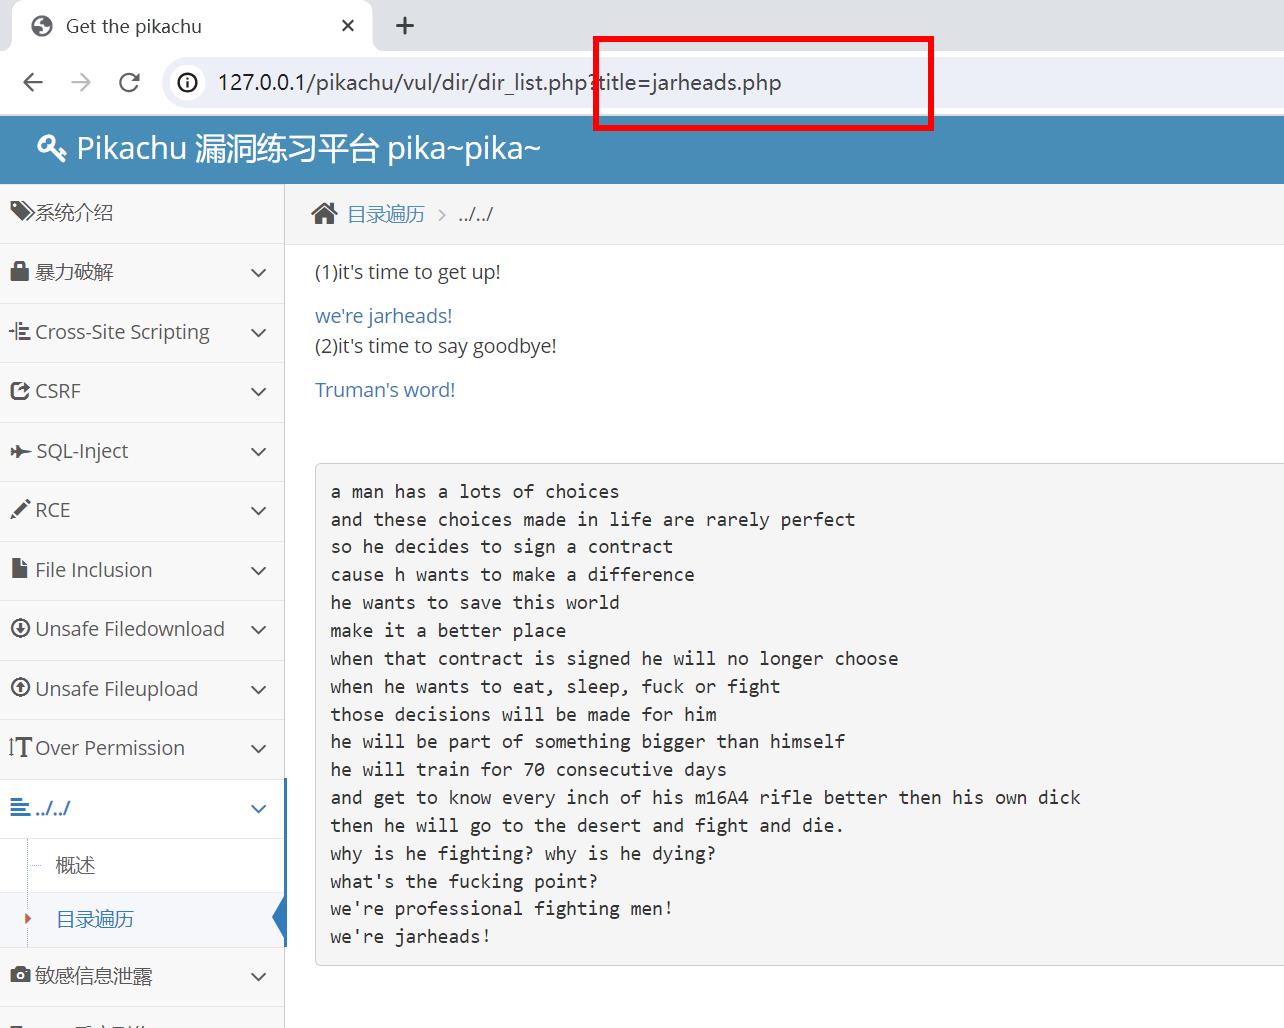 Get the pikachu
127.0.0.1/pikachu/vul/dir/dir_list.php?title=jarheads.php
Pikachu 漏洞练习平台 pika~pika~
系统介绍
暴力破解
Cross-Site Scripting
CSRF
SQL-Inject
RCE
File Inclusion
Unsafe Filedownload
Unsafe Fileupload
Over Permission
../../
概述
目录遍历
敏感信息泄露
目录遍历 > ../../
(1)it's time to get up!
we're jarheads!
(2)it's time to say goodbye!
Truman's word!
a man has a lots of choices
and these choices made in life are rarely perfect
so he decides to sign a contract
cause h wants to make a difference
he wants to save this world
make it a better place
when that contract is signed he will no longer choose
when he wants to eat, sleep, fuck or fight
those decisions will be made for him
he will be part of something bigger than himself
he will train for 70 consecutive days
and get to know every inch of his m16A4 rifle better then his own dick
then he will go to the desert and fight and die.
why is he fighting? why is he dying?
what's the fucking point?
we're professional fighting men!
we're jarheads!